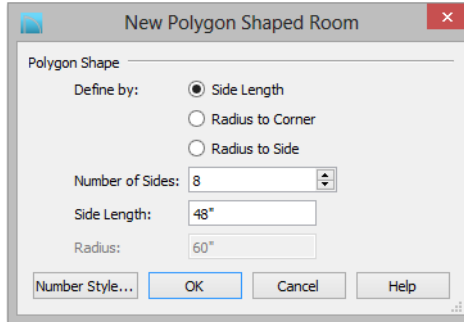 New Polygon Shaped Room
Polygon Shape
Define by: Side Length
Radius to Corner
Radius to Side
Number of Sides: 8
Side Length: 48"
Radius: 60"
Number Style... OK Cancel Help